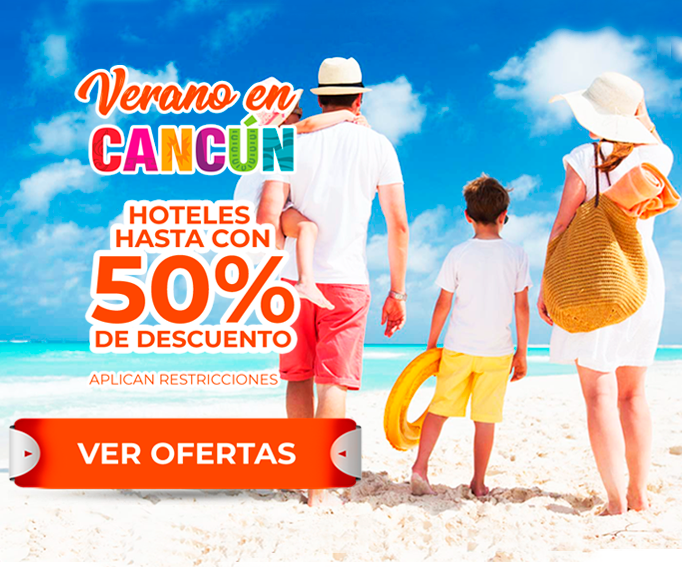 Verano en
CANCÚN
HOTELES
HASTA CON
50%
DE DESCUENTO
APLICAN RESTRICCIONES
VER OFERTAS